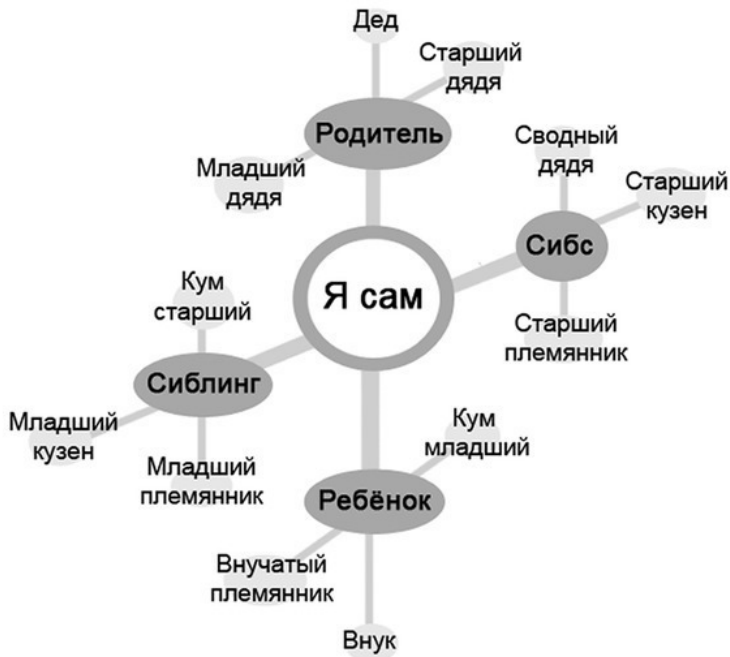 Дед
Старший
дядя
Родитель
Младший
дядя
Сводный
дядя
Старший
кузен
Сибс
Старший
племянник
Я сам
Кум
старший
Сиблинг
Младший
кузен
Младший
племянник
Кум
младший
Ребёнок
Внучатый
племянник
Внук